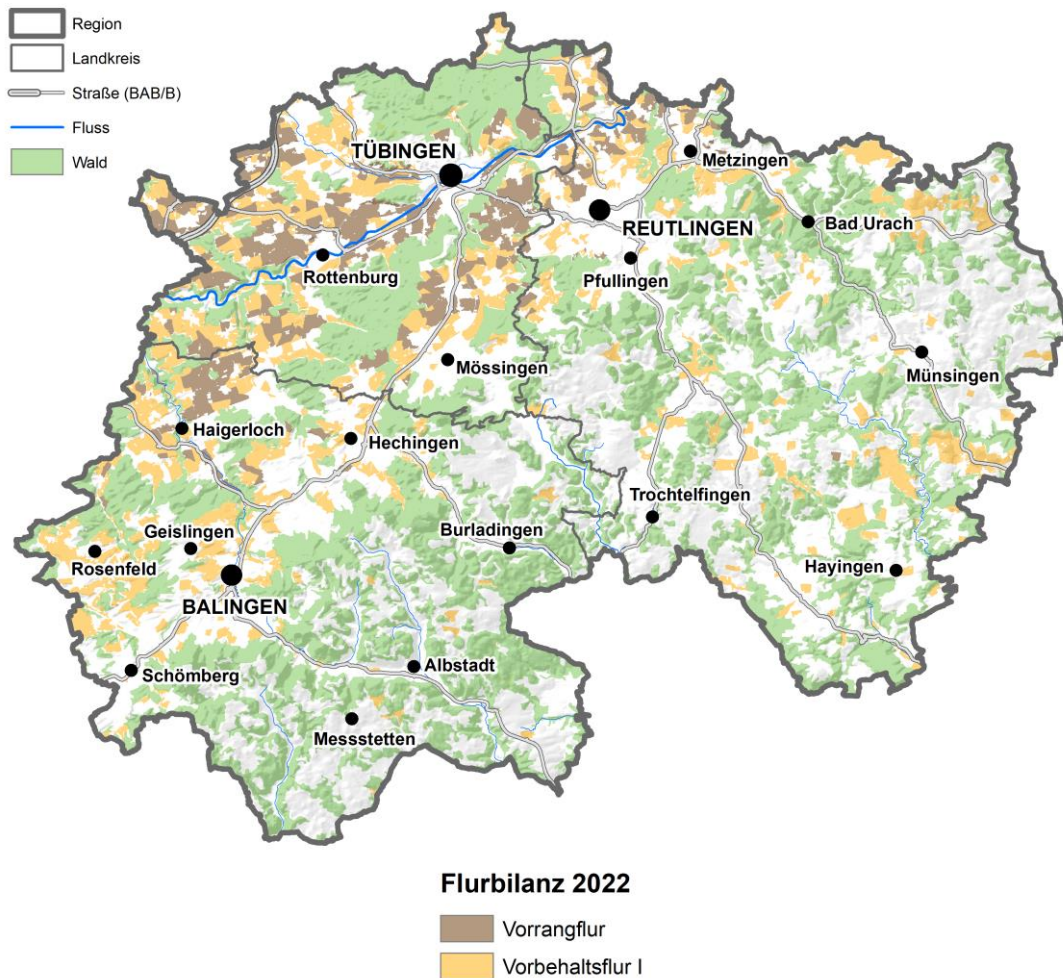 Region
Landkreis
Straße (BAB/B)
Fluss
Wald
TÜBINGEN
Metzingen
REUTLINGEN
Bad Urach
Rottenburg
Pfullingen
Mössingen
Münsingen
Haigerloch
Hechingen
Trochtelfingen
Geislingen
Burladingen
Rosenfeld
Hayingen
BALINGEN
Schömberg
Albstadt
Messstetten
Flurbilanz 2022
Vorrangflur
Vorbehaltsflur I